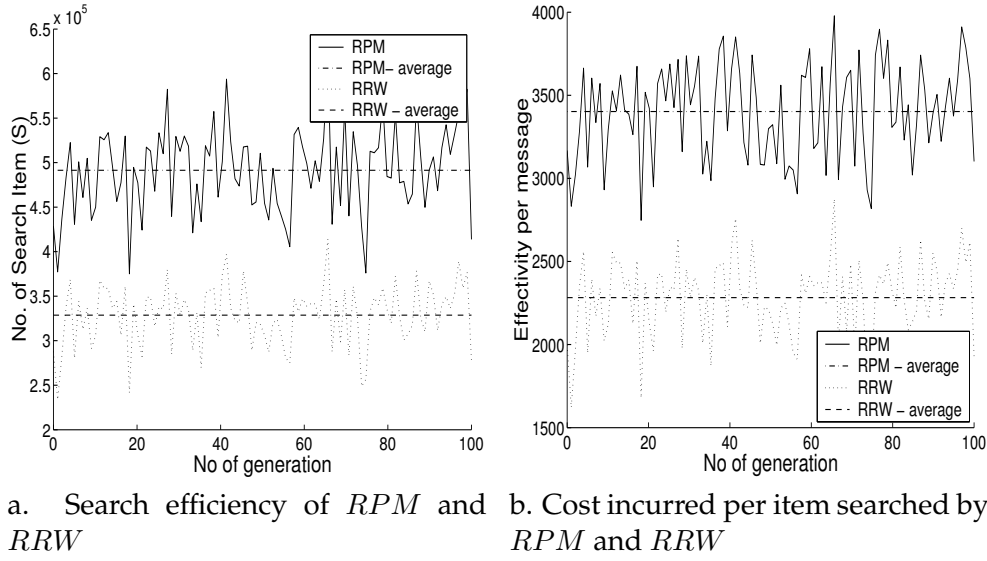 6.5 x 10^5
6
5.5
5
4.5
4
3.5
3
2.5
2
No. of Search Item (S)
RPM
RPM– average
RRW
RRW – average
0 20 40 60 80 100
No of generation
4000
3500
3000
2500
2000
1500
Effectivity per message
RPM
RPM – average
RRW
RRW – average
0 20 40 60 80 100
No of generation
a. Search efficiency of RPM and
RRW
b. Cost incurred per item searched by
RPM and RRW